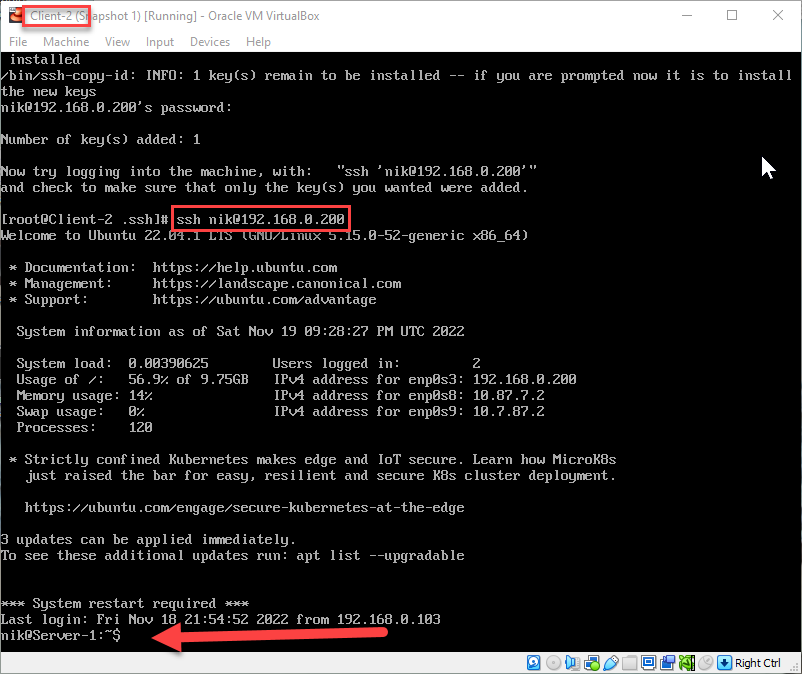 Client-2 (Snapshot 1) [Running] - Oracle VM VirtualBox
File Machine View Input Devices Help
installed
/bin/ssh-copy-id: INFO: 1 key(s) remain to be installed -- if you are prompted now it is to install
the new keys
nik@192.168.0.200's password:
Number of key(s) added: 1
Now try logging into the machine, with:   "ssh 'nik@192.168.0.200'"
and check to make sure that only the key(s) you wanted were added.
[root@Client-2 .ssh]# ssh nik@192.168.0.200
Welcome to Ubuntu 22.04.1 LTS (GNU/Linux 5.15.0-52-generic x86_64)
* Documentation:  https://help.ubuntu.com
* Management:     https://landscape.canonical.com
* Support:        https://ubuntu.com/advantage
System information as of Sat Nov 19 09:28:27 PM UTC 2022
System load:  0.00390625        Users logged in:         2
Usage of /:   56.9% of 9.75GB   IPv4 address for enp0s3: 192.168.0.200
Memory usage: 14%               IPv4 address for enp0s8: 10.87.7.2
Swap usage:   0%                IPv4 address for enp0s9: 10.7.87.2
Processes:    120
* Strictly confined Kubernetes makes edge and IoT secure. Learn how MicroK8s
just raised the bar for easy, resilient and secure K8s cluster deployment.
https://ubuntu.com/engage/secure-kubernetes-at-the-edge
3 updates can be applied immediately.
To see these additional updates run: apt list --upgradable
*** System restart required ***
Last login: Fri Nov 18 21:54:52 2022 from 192.168.0.103
nik@Server-1:~$
Right Ctrl